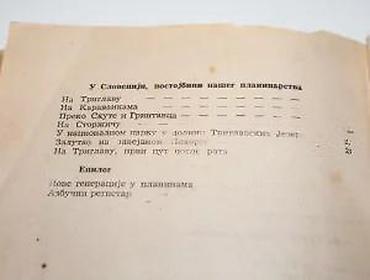 У Словенији, постојбини нашег планинарства
На Триглаву — — — — — — — —
На Караванкама — — — — — — —
Преко Скуте и Гринтавца — — — —
На Сторжичу — — — — — — —
У националном парку у долини Триглавских Језера —
Залутао на завејаном
На Триглаву, први пут после рата
Епилог
Нове генерације у планинама
Азбучни регистар